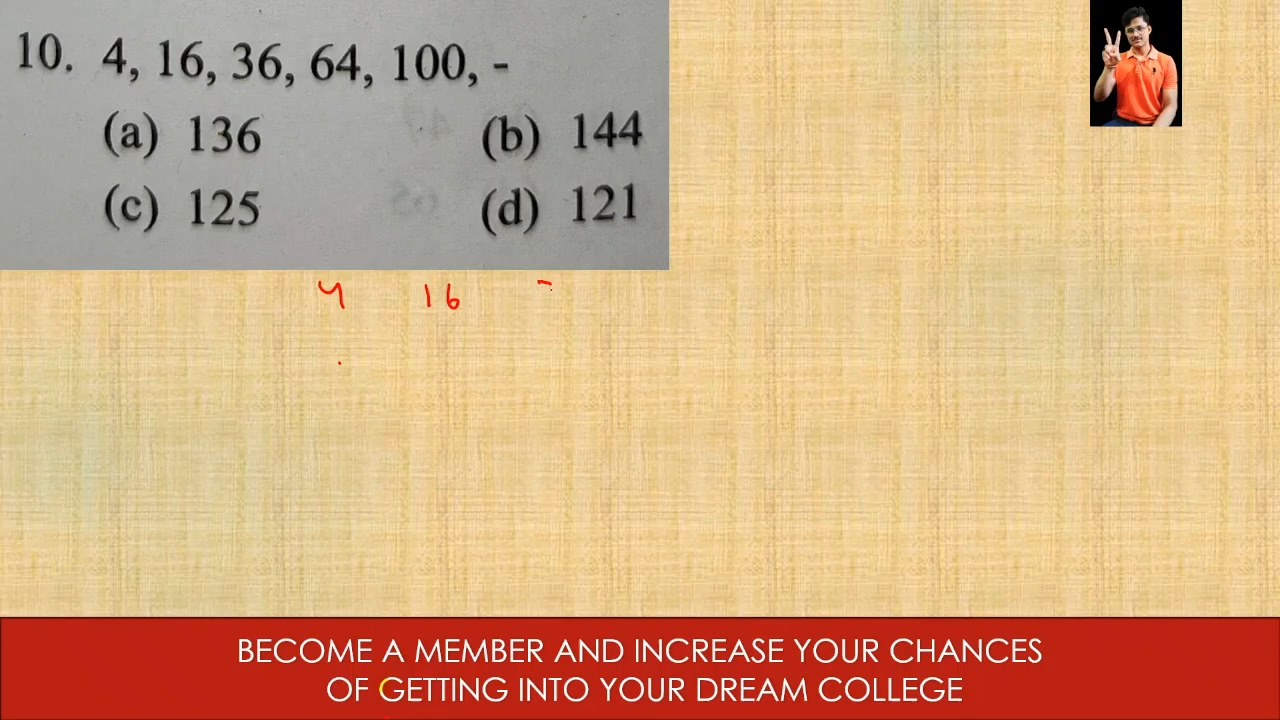 10. 4, 16, 36, 64, 100, -
(a) 136 (b) 144
(c) 125 (d) 121
4 16
BECOME A MEMBER AND INCREASE YOUR CHANCES
OF GETTING INTO YOUR DREAM COLLEGE